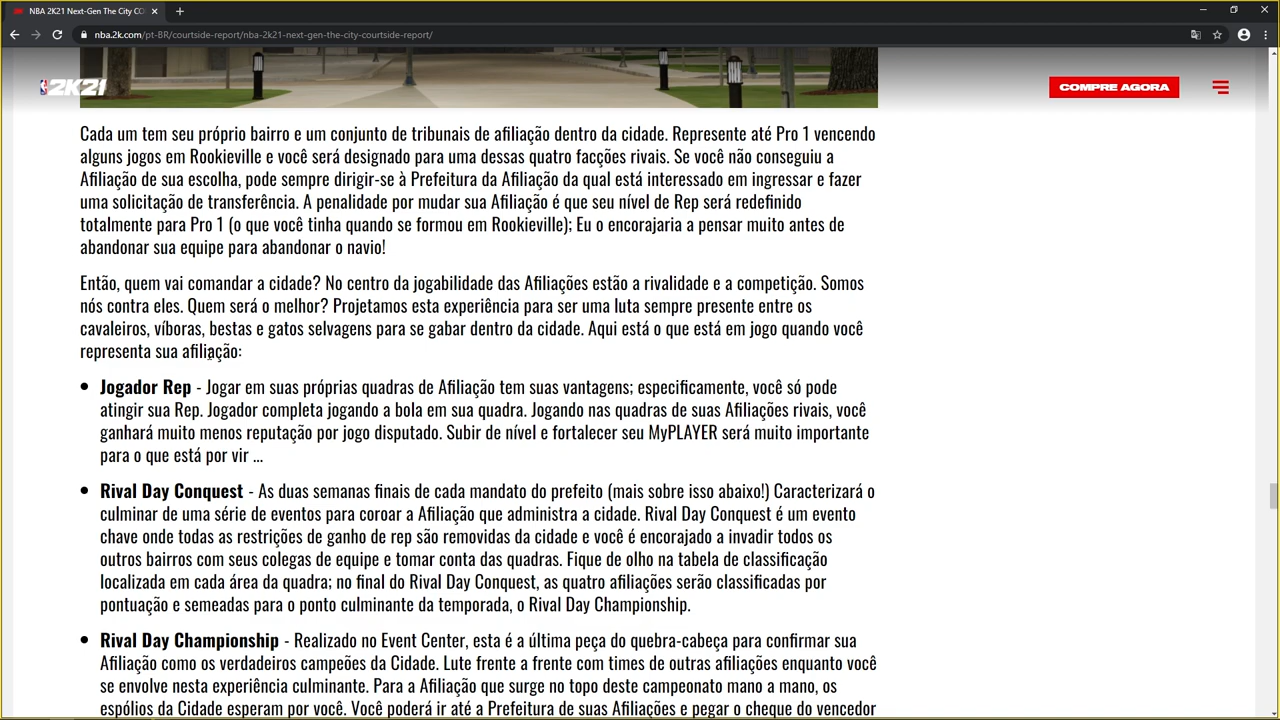 NBA 2K21 Next-Gen The City CO
nba.2k.com/pt-BR/courtside-report/nba-2k21-next-gen-the-city-courtside-report/
2K21
COMPRE AGORA
Cada um tem seu próprio bairro e um conjunto de tribunais de afiliação dentro da cidade. Represente até Pro 1 vencendo
alguns jogos em Rookieville e você será designado para uma dessas quatro facções rivais. Se você não conseguiu a
Afiliação de sua escolha, pode sempre dirigir-se à Prefeitura da Afiliação da qual está interessado em ingressar e fazer
uma solicitação de transferência. A penalidade por mudar sua Afiliação é que seu nível de Rep será redefinido
totalmente para Pro 1 (o que você tinha quando se formou em Rookieville); Eu o encorajaria a pensar muito antes de
abandonar sua equipe para abandonar o navio!
Então, quem vai comandar a cidade? No centro da jogabilidade das Afiliações estão a rivalidade e a competição. Somos
nós contra eles. Quem será o melhor? Projetamos esta experiência para ser uma luta sempre presente entre os
cavaleiros, víboras, bestas e gatos selvagens para se gabar dentro da cidade. Aqui está o que está em jogo quando você
representa sua afiliação:
Jogador Rep - Jogar em suas próprias quadras de Afiliação tem suas vantagens; especificamente, você só pode
atingir sua Rep. Jogador completa jogando a bola em sua quadra. Jogando nas quadras de suas Afiliações rivais, você
ganhará muito menos reputação por jogo disputado. Subir de nível e fortalecer seu MyPLAYER será muito importante
para o que está por vir ...
Rival Day Conquest - As duas semanas finais de cada mandato do prefeito (mais sobre isso abaixo!) Caracterizará o
culminar de uma série de eventos para coroar a Afiliação que administra a cidade. Rival Day Conquest é um evento
chave onde todas as restrições de ganho de rep são removidas da cidade e você é encorajado a invadir todos os
outros bairros com seus colegas de equipe e tomar conta das quadras. Fique de olho na tabela de classificação
localizada em cada área da quadra; no final do Rival Day Conquest, as quatro afiliações serão classificadas por
pontuação e semeadas para o ponto culminante da temporada, o Rival Day Championship.
Rival Day Championship - Realizado no Event Center, esta é a última peça do quebra-cabeça para confirmar sua
Afiliação como os verdadeiros campeões da Cidade. Lute frente a frente com times de outras afiliações enquanto você
se envolve nesta experiência culminante. Para a Afiliação que surge no topo deste campeonato mano a mano, os
espólios da Cidade esperam por você. Você poderá ir até a Prefeitura de suas Afiliações e pegar o cheque do vencedor